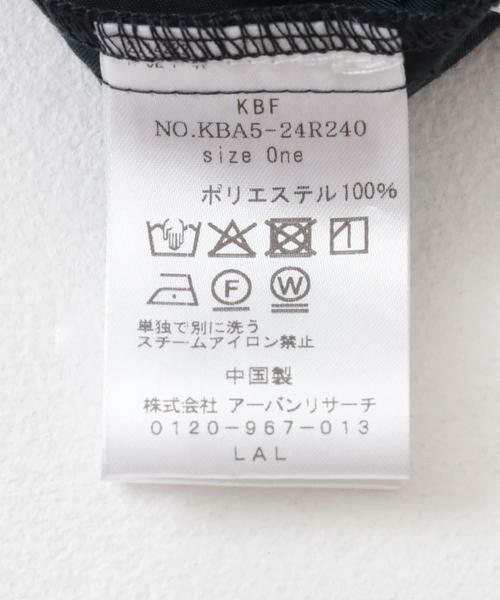 KBF
NO.KBA5-24R240
size One
ポリエステル100%
F W
単独で別に洗う
スチームアイロン禁止
中国製
株式会社 アーバンリサーチ
0120-967-013
LAL